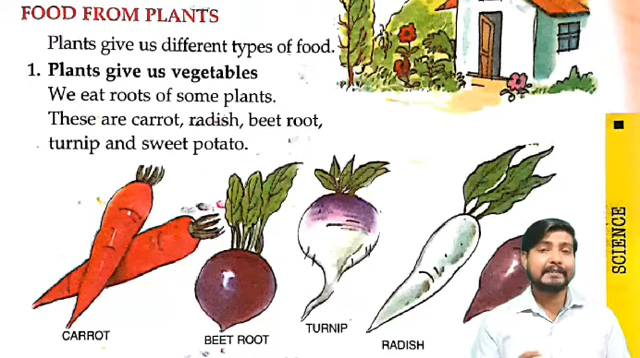 FOOD FROM PLANTS
Plants give us different types of food.
1. Plants give us vegetables
We eat roots of some plants.
These are carrot, radish, beet root,
turnip and sweet potato.
SCIENCE
CARROT
BEET ROOT
TURNIP
RADISH